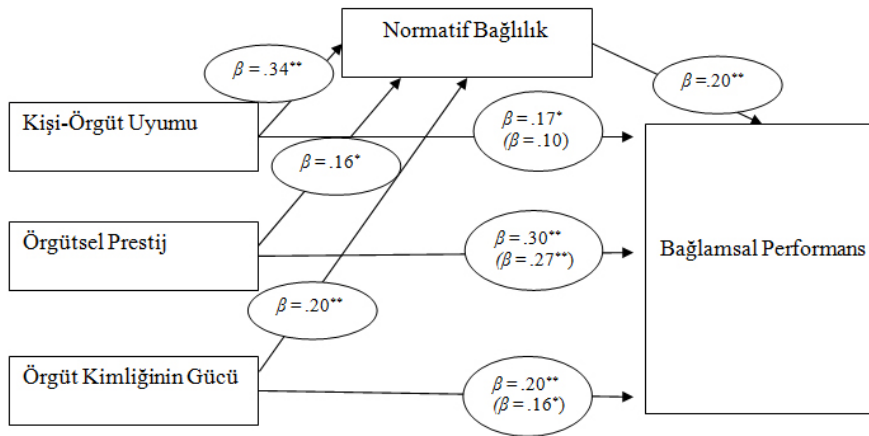 Normatif Bağlılık
β = .34**
β = .20**
Kişi-Örgüt Uyumu
β = .17*
(β = .10)
β = .16*
Örgütsel Prestij
β = .30**
(β = .27**)
Bağlamsal Performans
β = .20**
Örgüt Kimliğinin Gücü
β = .20**
(β = .16*)